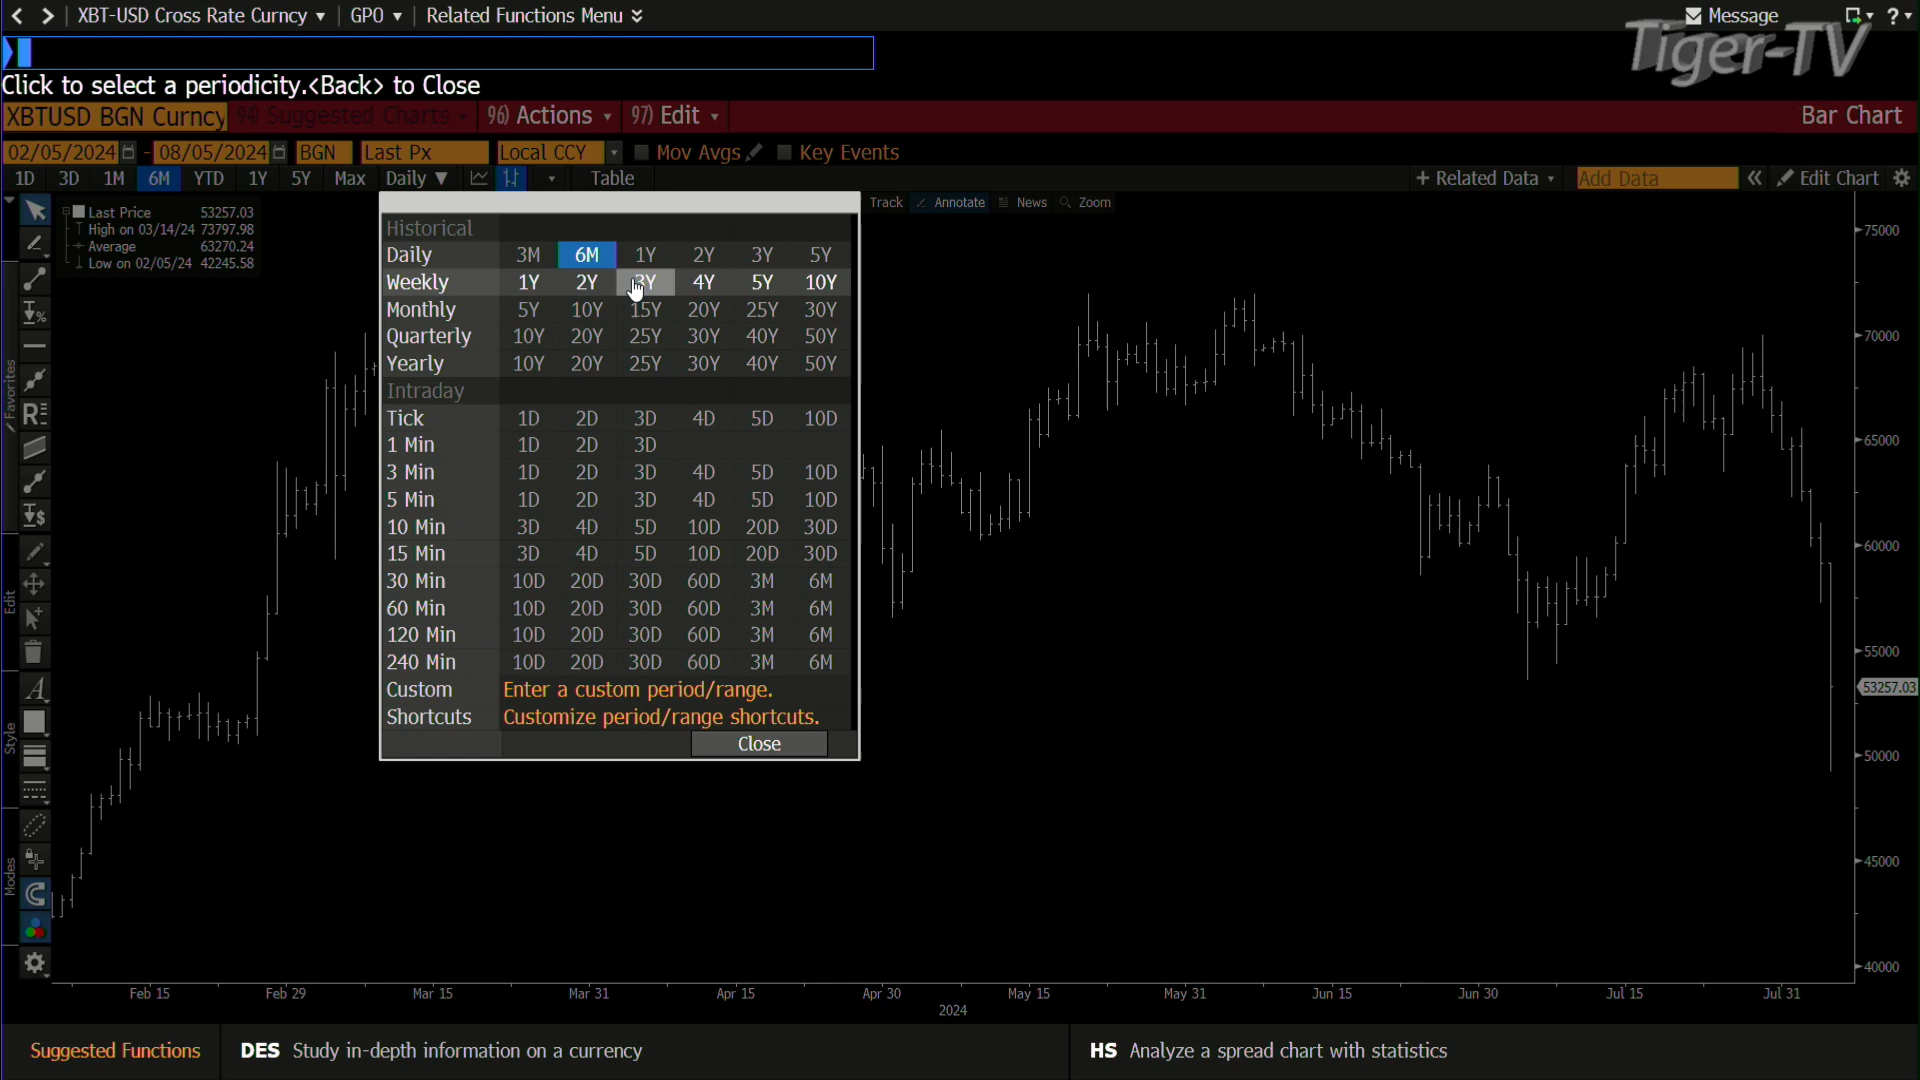 XBT-USD Cross Rate Curncy GPO Related Functions Menu Message ?
Tiger-TV
Click to select a periodicity.<Back> to Close
XBTUSD BGN Curncy 94) Suggested Charts 96) Actions 97) Edit Bar Chart
02/05/2024 - 08/05/2024 BGN Last Px Local CCY Mov Avgs Key Events
1D 3D 1M 6M YTD 1Y 5Y Max Daily Table + Related Data Add Data Edit Chart
Track Annotate News Zoom
Last Price 53257.03
High on 03/14/24 73797.98
Average 63270.24
Low on 02/05/24 42245.58
Historical
Daily 3M 6M 1Y 2Y 3Y 5Y
Weekly 1Y 2Y 3Y 4Y 5Y 10Y
Monthly 5Y 10Y 15Y 20Y 25Y 30Y
Quarterly 10Y 20Y 25Y 30Y 40Y 50Y
Yearly 10Y 20Y 25Y 30Y 40Y 50Y
Intraday
Tick 1D 2D 3D 4D 5D 10D
1 Min 1D 2D 3D
3 Min 1D 2D 3D 4D 5D 10D
5 Min 1D 2D 3D 4D 5D 10D
10 Min 3D 4D 5D 10D 20D 30D
15 Min 3D 4D 5D 10D 20D 30D
30 Min 10D 20D 30D 60D 3M 6M
60 Min 10D 20D 30D 60D 3M 6M
120 Min 10D 20D 30D 60D 3M 6M
240 Min 10D 20D 30D 60D 3M 6M
Custom Enter a custom period/range.
Shortcuts Customize period/range shortcuts.
Close
Favorites
Edit
Style
Modes
75000
70000
65000
60000
55000
53257.03
50000
45000
40000
Feb 15 Feb 29 Mar 15 Mar 31 Apr 15 Apr 30 May 15 May 31 Jun 15 Jun 30 Jul 15 Jul 31
2024
Suggested Functions DES Study in-depth information on a currency HS Analyze a spread chart with statistics